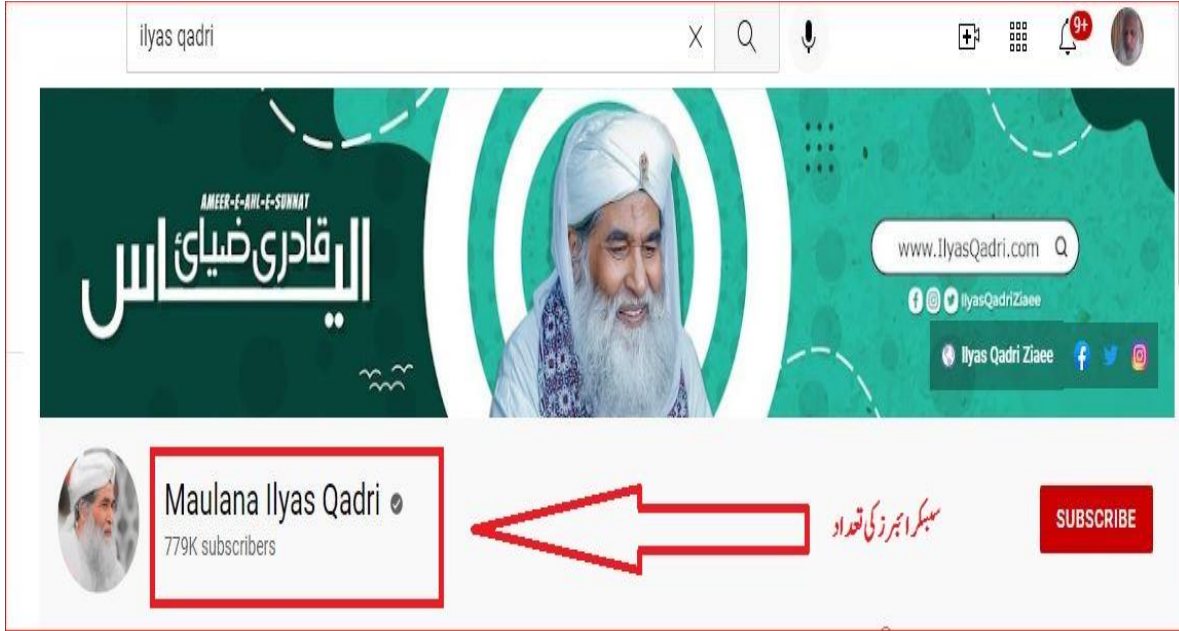 ilyas qadri
9+
AMEER-E-AHL-E-SUNNAT
الیاس قادری ضیائی
www.IlyasQadri.com
IlyasQadriZiaee
Ilyas Qadri Ziaee
Maulana Ilyas Qadri
779K subscribers
سبسکرائبرز کی تعداد
SUBSCRIBE